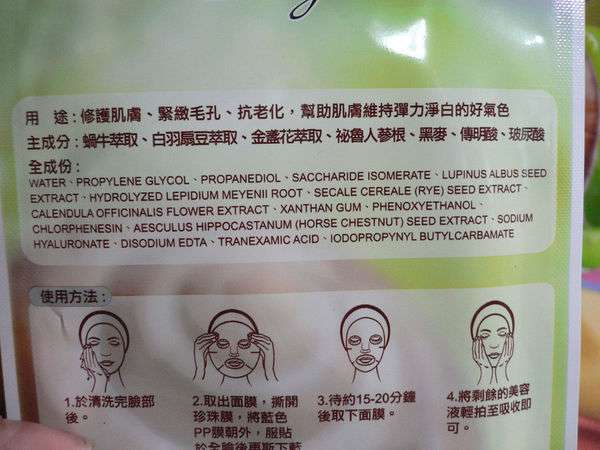 用 途:修護肌膚、緊緻毛孔、抗老化，幫助肌膚維持彈力淨白的好氣色
主成分:蝸牛萃取、白羽扇豆萃取、金盞花萃取、祕魯人蔘根、黑麥、傳明酸、玻尿酸
全成份:
WATER、PROPYLENE GLYCOL、PROPANEDIOL、SACCHARIDE ISOMERATE、LUPINUS ALBUS SEED
EXTRACT、HYDROLYZED LEPIDIUM MEYENII ROOT、SECALE CEREALE (RYE) SEED EXTRACT、
CALENDULA OFFICINALIS FLOWER EXTRACT、XANTHAN GUM、PHENOXYETHANOL、
CHLORPHENESIN、AESCULUS HIPPOCASTANUM (HORSE CHESTNUT) SEED EXTRACT、SODIUM
HYALURONATE、DISODIUM EDTA、TRANEXAMIC ACID、IODOPROPYNYL BUTYLCARBAMATE
使用方法:
1.於清洗完臉部
後。
2.取出面膜，撕開
珍珠膜，將藍色
PP膜朝外，服貼
於全臉後再撕下藍
3.待約15-20分鐘
後取下面膜。
4.將剩餘的美容
液輕拍至吸收即
可。